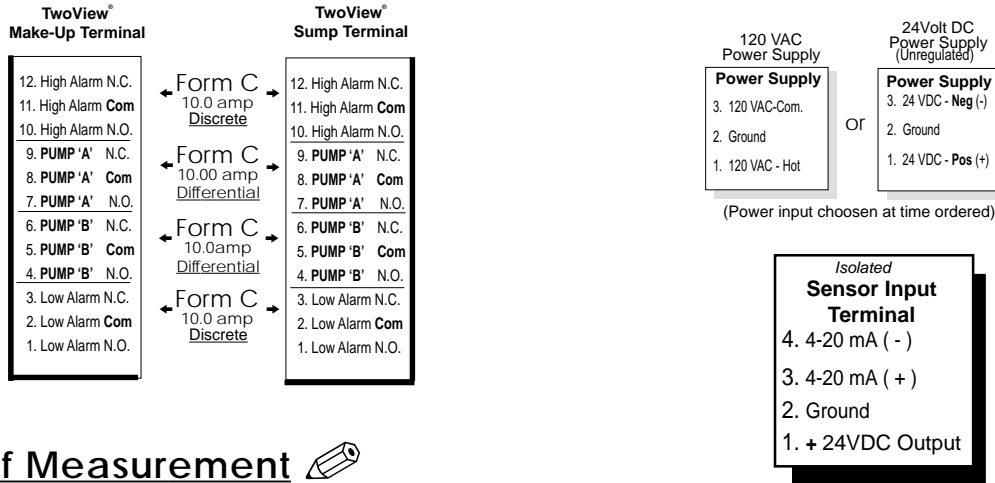 TwoView®
Make-Up Terminal
12. High Alarm N.C.
11. High Alarm Com
10. High Alarm N.O.
9. PUMP ‘A’ N.C.
8. PUMP ‘A’ Com
7. PUMP ‘A’ N.O.
6. PUMP ‘B’ N.C.
5. PUMP ‘B’ Com
4. PUMP ‘B’ N.O.
3. Low Alarm N.C.
2. Low Alarm Com
1. Low Alarm N.O.
Form C
10.0 amp
Discrete
Form C
10.00 amp
Differential
Form C
10.0amp
Differential
Form C
10.0 amp
Discrete
TwoView®
Sump Terminal
12. High Alarm N.C.
11. High Alarm Com
10. High Alarm N.O.
9. PUMP ‘A’ N.C.
8. PUMP ‘A’ Com
7. PUMP ‘A’ N.O.
6. PUMP ‘B’ N.C.
5. PUMP ‘B’ Com
4. PUMP ‘B’ N.O.
3. Low Alarm N.C.
2. Low Alarm Com
1. Low Alarm N.O.
120 VAC
Power Supply
Power Supply
3. 120 VAC-Com.
2. Ground
1. 120 VAC - Hot
or
24Volt DC
Power Supply
(Unregulated)
Power Supply
3. 24 VDC - Neg (-)
2. Ground
1. 24 VDC - Pos (+)
(Power input choosen at time ordered)
Isolated
Sensor Input
Terminal
4. 4-20 mA ( - )
3. 4-20 mA ( + )
2. Ground
1. + 24VDC Output
f Measurement